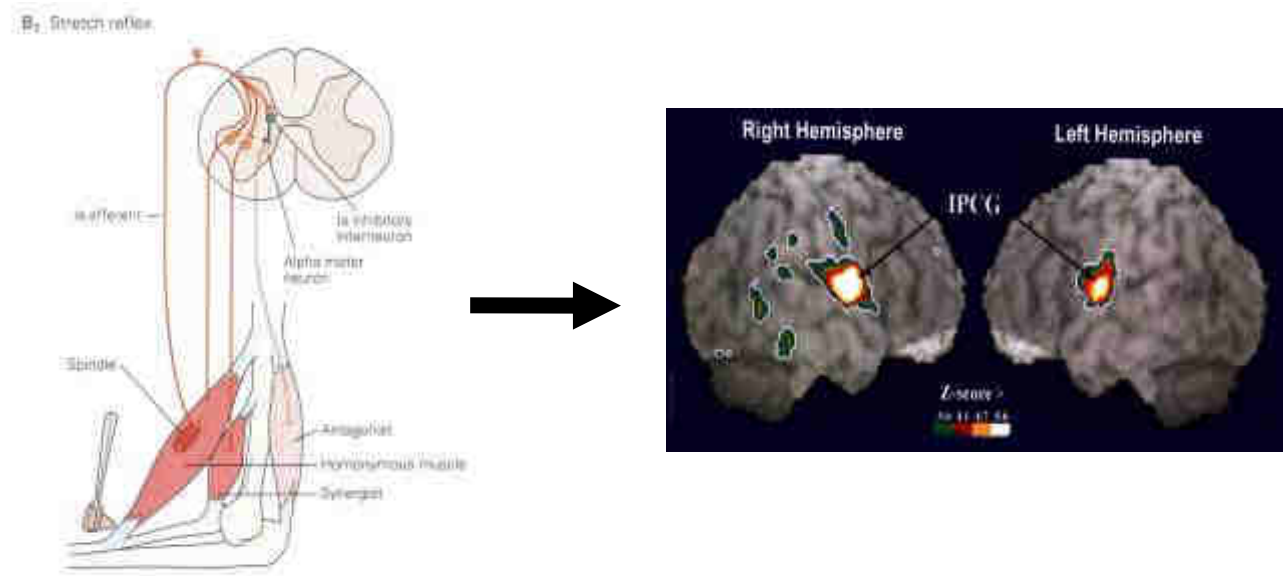 Stretch reflex
Ia afferent
Ia inhibitory
interneuron
Alpha motor
neuron
Spindle
Antagonist
Homonymous muscle
Synergist
Right Hemisphere
Left Hemisphere
IPCG
Z-score >